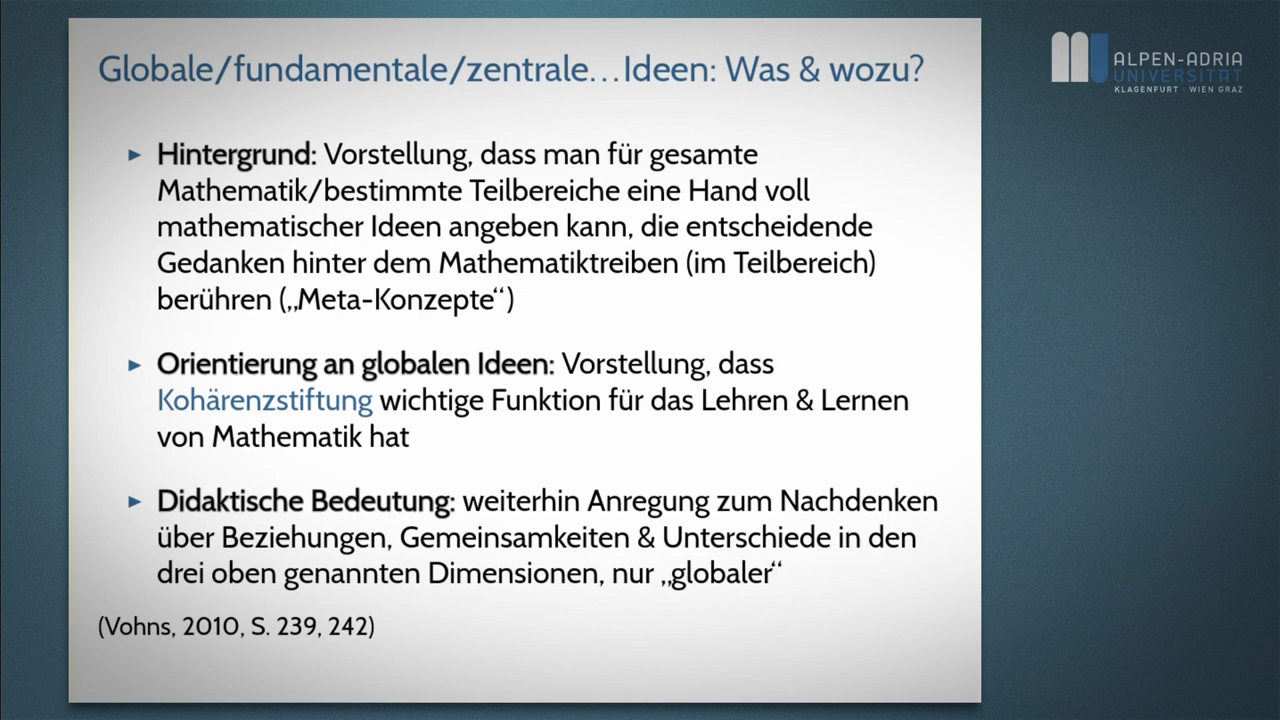 Globale/fundamentale/zentrale...Ideen: Was & wozu?
ALPEN-ADRIA
UNIVERSITÄT
KLAGENFURT | WIEN GRAZ
Hintergrund: Vorstellung, dass man für gesamte
Mathematik/bestimmte Teilbereiche eine Hand voll
mathematischer Ideen angeben kann, die entscheidende
Gedanken hinter dem Mathematiktreiben (im Teilbereich)
berühren („Meta-Konzepte“)
Orientierung an globalen Ideen: Vorstellung, dass
Kohärenzstiftung wichtige Funktion für das Lehren & Lernen
von Mathematik hat
Didaktische Bedeutung: weiterhin Anregung zum Nachdenken
über Beziehungen, Gemeinsamkeiten & Unterschiede in den
drei oben genannten Dimensionen, nur „globaler“
(Vohns, 2010, S. 239, 242)